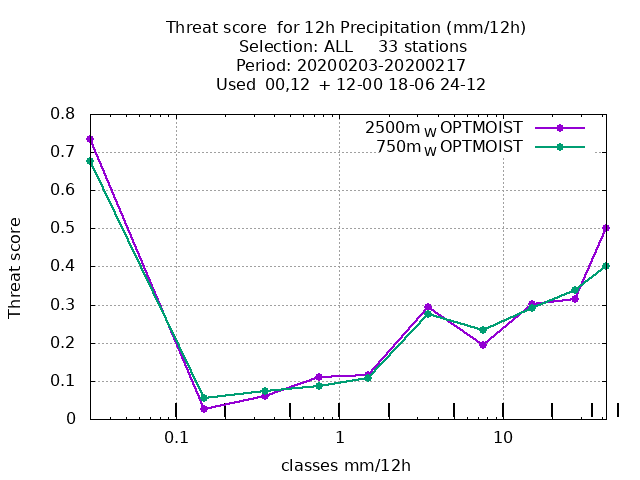 Threat score  for 12h Precipitation (mm/12h)
Selection: ALL     33 stations
Period: 20200203-20200217
Used  00,12  + 12-00 18-06 24-12
2500m W OPTMOIST
750m W OPTMOIST
0.8
0.7
0.6
0.5
0.4
0.3
0.2
0.1
0
Threat score
0.1 1 10
classes mm/12h